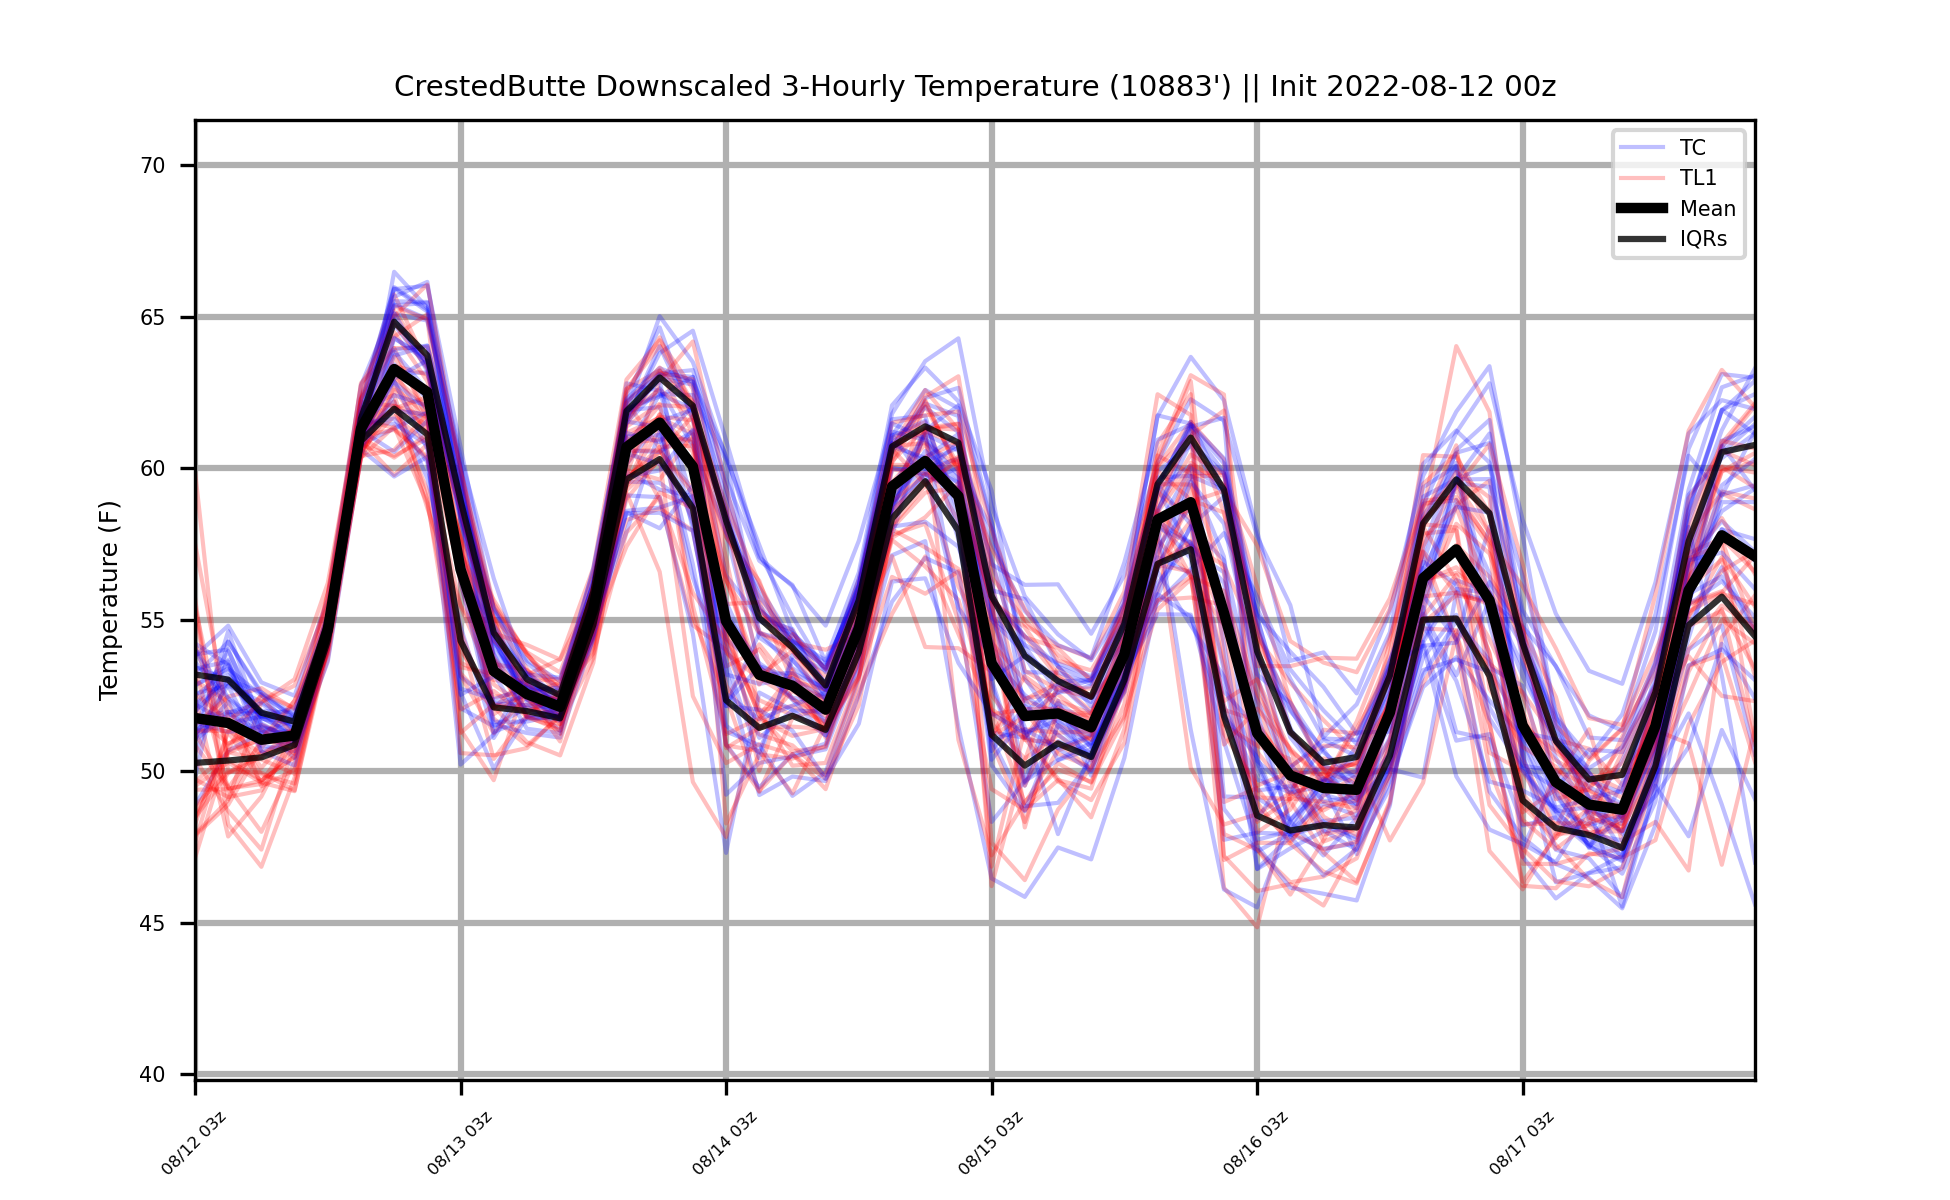 CrestedButte Downscaled 3-Hourly Temperature (10883') || Init 2022-08-12 00z
TC
TL1
Mean
IQRs
Temperature (F)
70
65
60
55
50
45
40
08/12 03z
08/13 03z
08/14 03z
08/15 03z
08/16 03z
08/17 03z